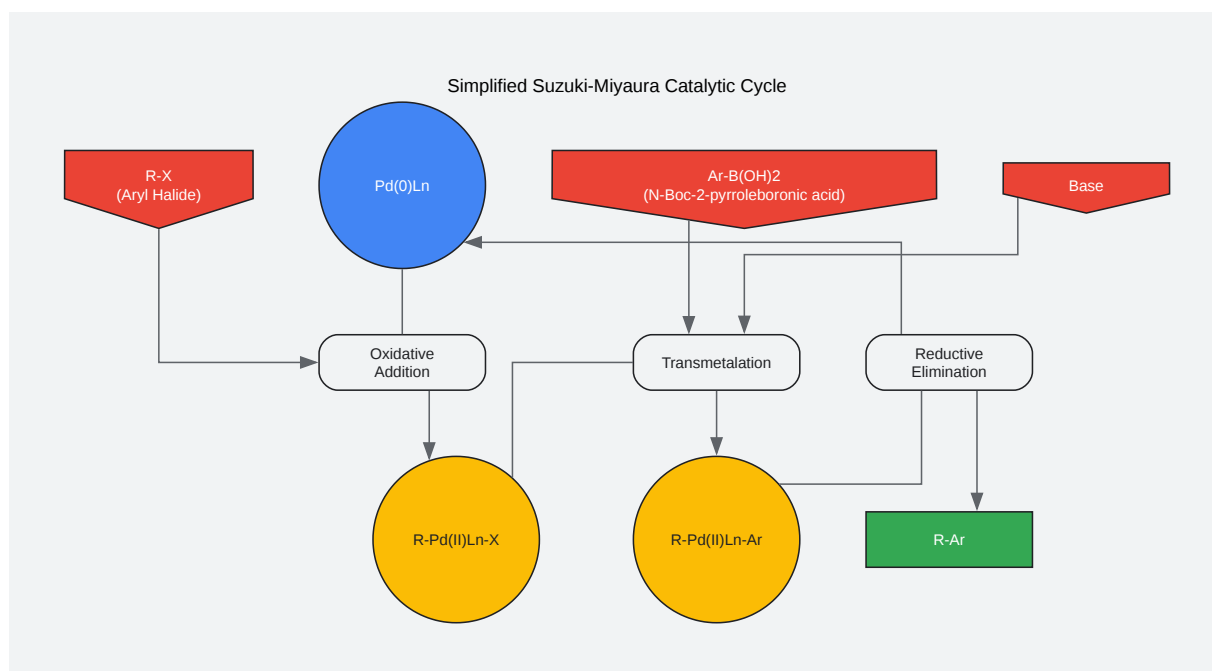 Simplified Suzuki-Miyaura Catalytic Cycle
R-X
(Aryl Halide)
Pd(0)Ln
Ar-B(OH)2
(N-Boc-2-pyrroleboronic acid)
Base
Oxidative
Addition
Transmetalation
Reductive
Elimination
R-Pd(II)Ln-X
R-Pd(II)Ln-Ar
R-Ar